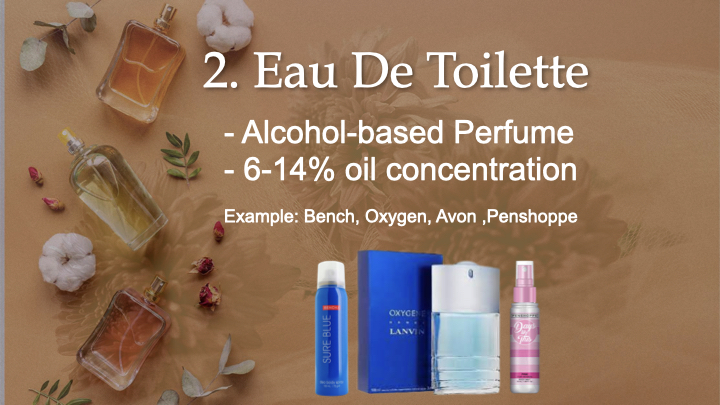 2. Eau De Toilette
- Alcohol-based Perfume
- 6-14% oil concentration
Example: Bench, Oxygen, Avon ,Penshoppe
SURE BLUE
OXYGENE
LANVIN